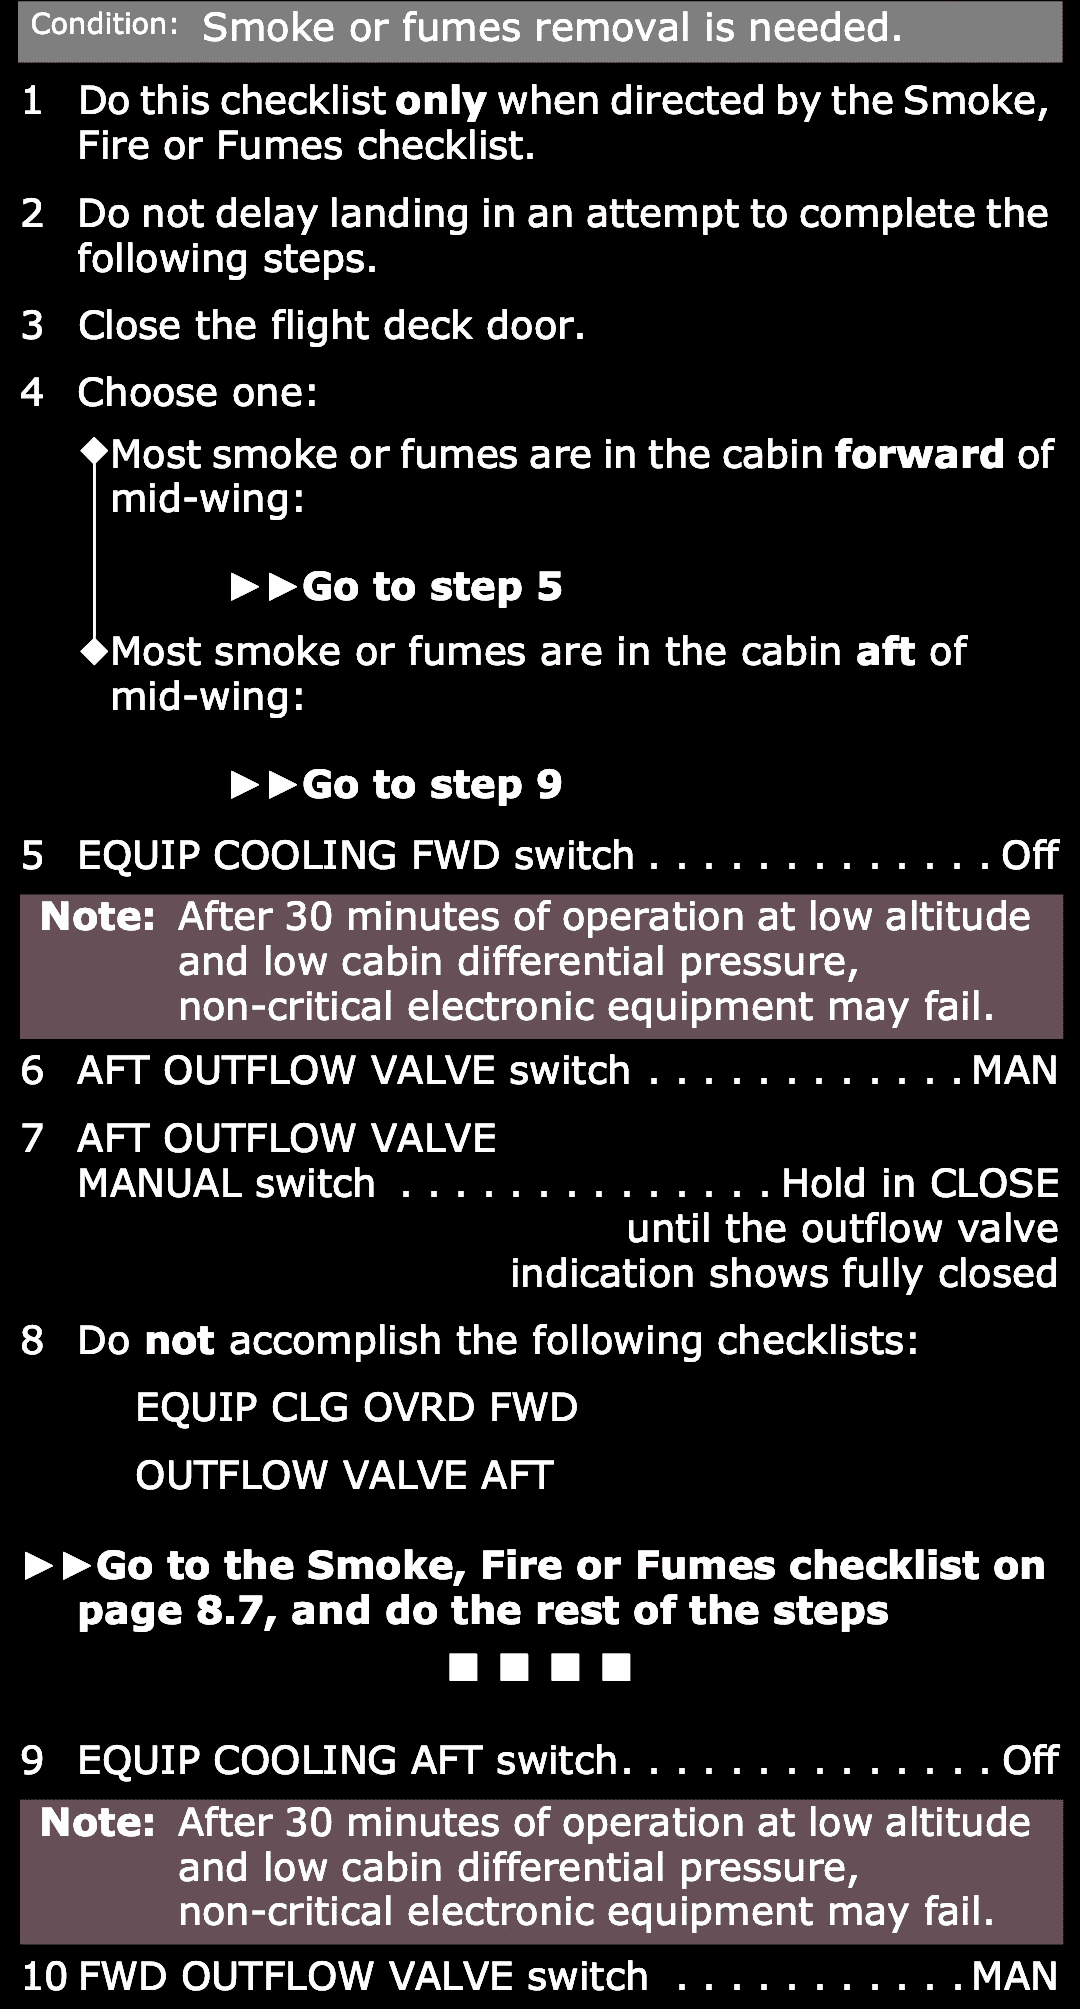 Condition: Smoke or fumes removal is needed.
1 Do this checklist only when directed by the Smoke,
Fire or Fumes checklist.
2 Do not delay landing in an attempt to complete the
following steps.
3 Close the flight deck door.
4 Choose one:
◆Most smoke or fumes are in the cabin forward of
mid-wing:
►►Go to step 5
◆Most smoke or fumes are in the cabin aft of
mid-wing:
►►Go to step 9
5 EQUIP COOLING FWD switch . . . . . . . . . . . . . Off
Note: After 30 minutes of operation at low altitude
and low cabin differential pressure,
non-critical electronic equipment may fail.
6 AFT OUTFLOW VALVE switch . . . . . . . . . . . . MAN
7 AFT OUTFLOW VALVE
MANUAL switch . . . . . . . . . . . . . . Hold in CLOSE
until the outflow valve
indication shows fully closed
8 Do not accomplish the following checklists:
EQUIP CLG OVRD FWD
OUTFLOW VALVE AFT
►►Go to the Smoke, Fire or Fumes checklist on
page 8.7, and do the rest of the steps
■ ■ ■ ■
9 EQUIP COOLING AFT switch. . . . . . . . . . . . . . Off
Note: After 30 minutes of operation at low altitude
and low cabin differential pressure,
non-critical electronic equipment may fail.
10 FWD OUTFLOW VALVE switch . . . . . . . . . . . MAN